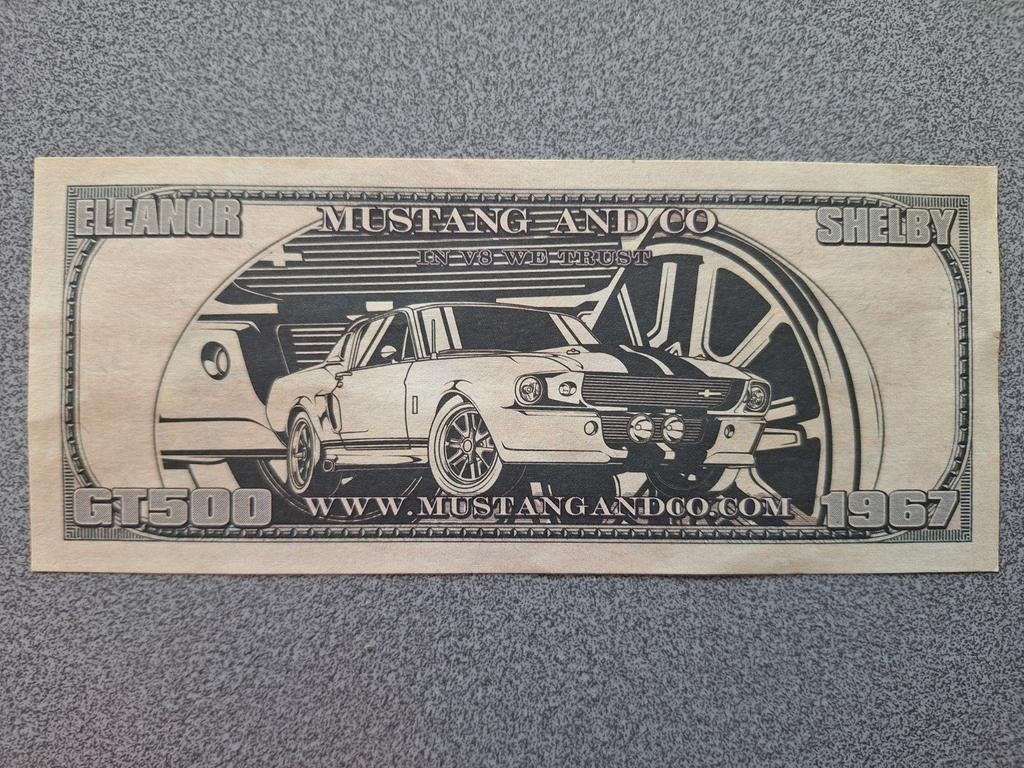 ELEANOR
MUSTANG AND CO
SHELBY
IN V8 WE TRUST
GT500
WWW.MUSTANGANDCO.COM
1967